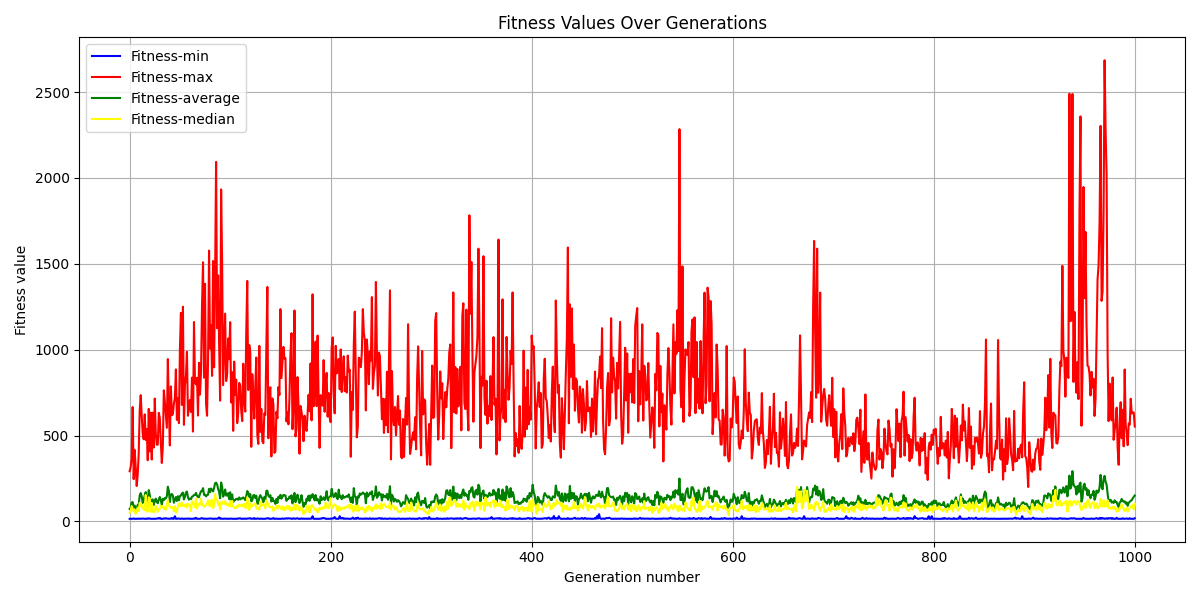 Fitness Values Over Generations
Fitness-min
Fitness-max
Fitness-average
Fitness-median
Fitness value
2500
2000
1500
1000
500
0
0 200 400 600 800 1000
Generation number